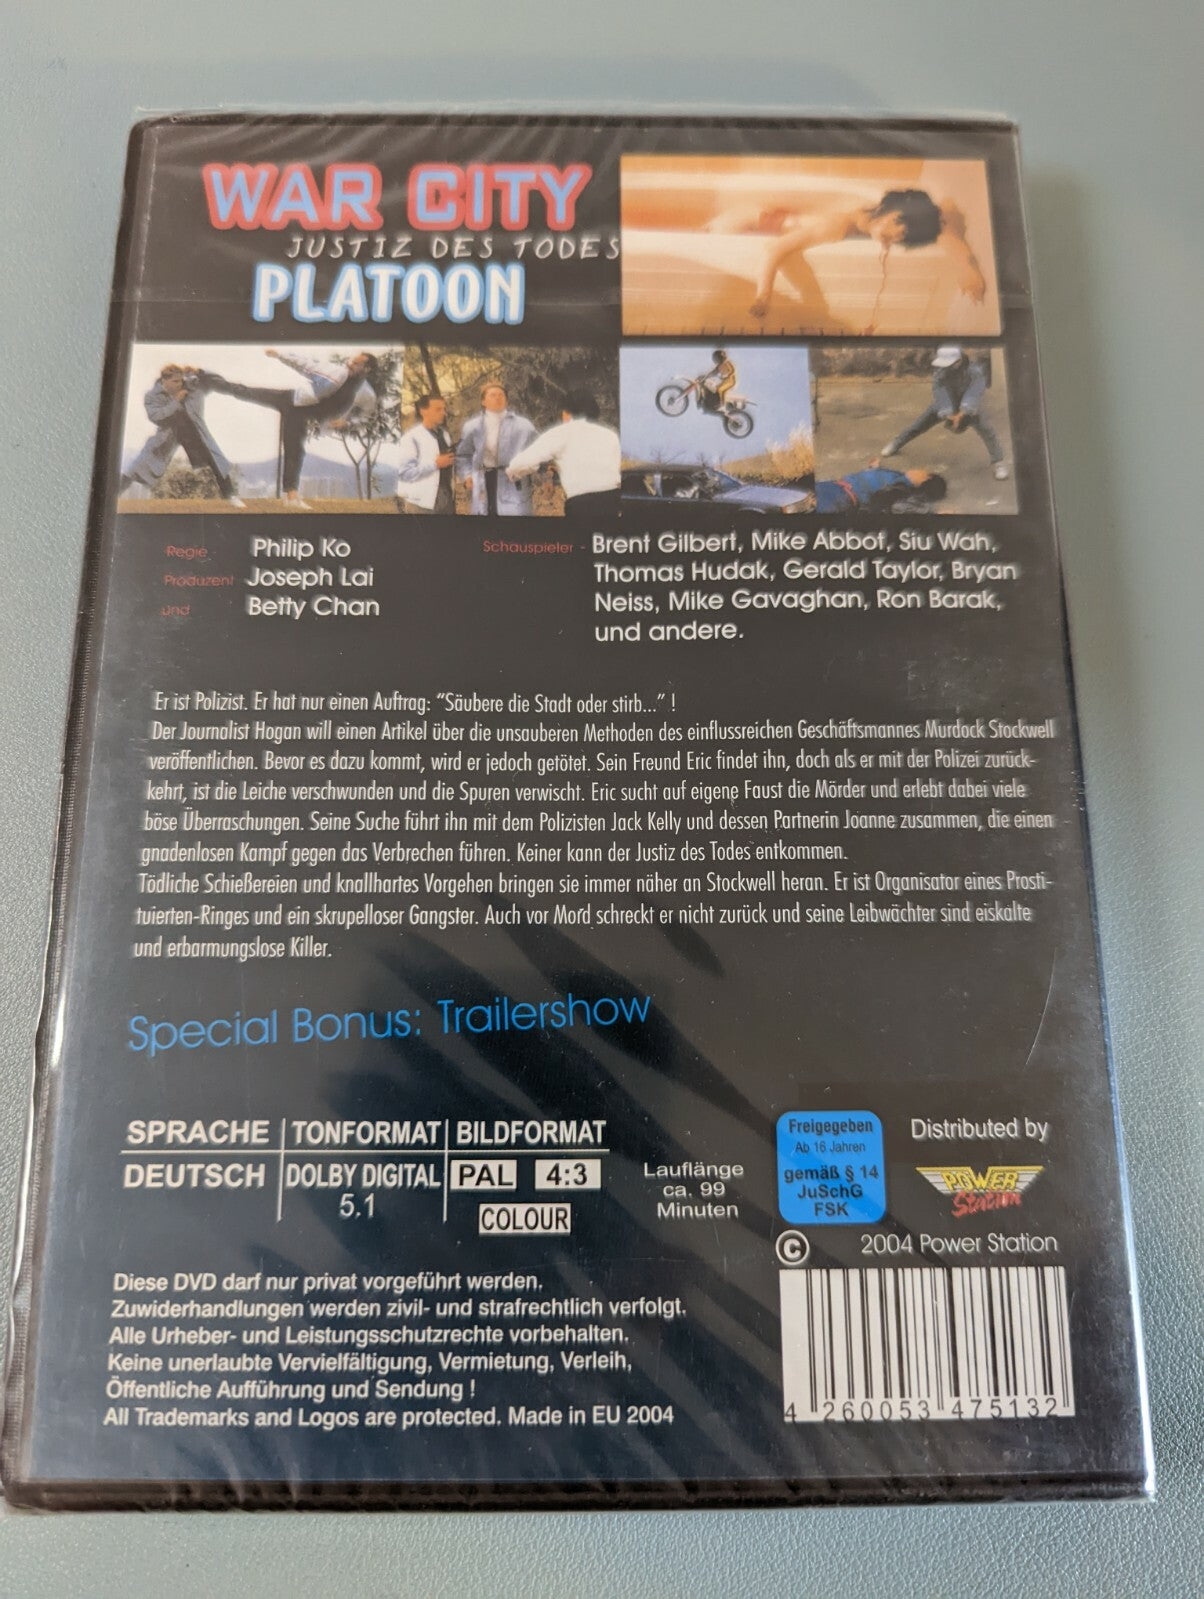 WAR CITY
JUSTIZ DES TODES
PLATOON
Regie Philip Ko
Produzent Joseph Lai
und Betty Chan
Schauspieler - Brent Gilbert, Mike Abbot, Siu Wah,
Thomas Hudak, Gerald Taylor, Bryan
Neiss, Mike Gavaghan, Ron Barak,
und andere.
Er ist Polizist. Er hat nur einen Auftrag: "Säubere die Stadt oder stirb..." !
Der Journalist Hogan will einen Artikel über die unsauberen Methoden des einflussreichen Geschäftsmannes Murdock Stockwell
veröffentlichen. Bevor es dazu kommt, wird er jedoch getötet. Sein Freund Eric findet ihn, doch als er mit der Polizei zurück-
kehrt, ist die Leiche verschwunden und die Spuren verwischt. Eric sucht auf eigene Faust die Mörder und erlebt dabei viele
böse Überraschungen. Seine Suche führt ihn mit dem Polizisten Jack Kelly und dessen Partnerin Joanne zusammen, die einen
gnadenlosen Kampf gegen das Verbrechen führen. Keiner kann der Justiz des Todes entkommen.
Tödliche Schießereien und knallhartes Vorgehen bringen sie immer näher an Stockwell heran. Er ist Organisator eines Prosti-
tuierten-Ringes und ein skrupelloser Gangster. Auch vor Mord schreckt er nicht zurück und seine Leibwächter sind eiskalte
und erbarmungslose Killer.
Special Bonus: Trailershow
SPRACHE TONFORMAT BILDFORMAT
DEUTSCH DOLBY DIGITAL PAL 4:3
5.1
COLOUR
Lauflänge
ca. 99
Minuten
Freigegeben
Ab 16 Jahren
gemäß § 14
JuSchG
FSK
Distributed by
POWER
Station
© 2004 Power Station
Diese DVD darf nur privat vorgeführt werden.
Zuwiderhandlungen werden zivil- und strafrechtlich verfolgt.
Alle Urheber- und Leistungsschutzrechte vorbehalten.
Keine unerlaubte Vervielfältigung, Vermietung, Verleih,
Öffentliche Aufführung und Sendung !
All Trademarks and Logos are protected. Made in EU 2004
4 260053 475132